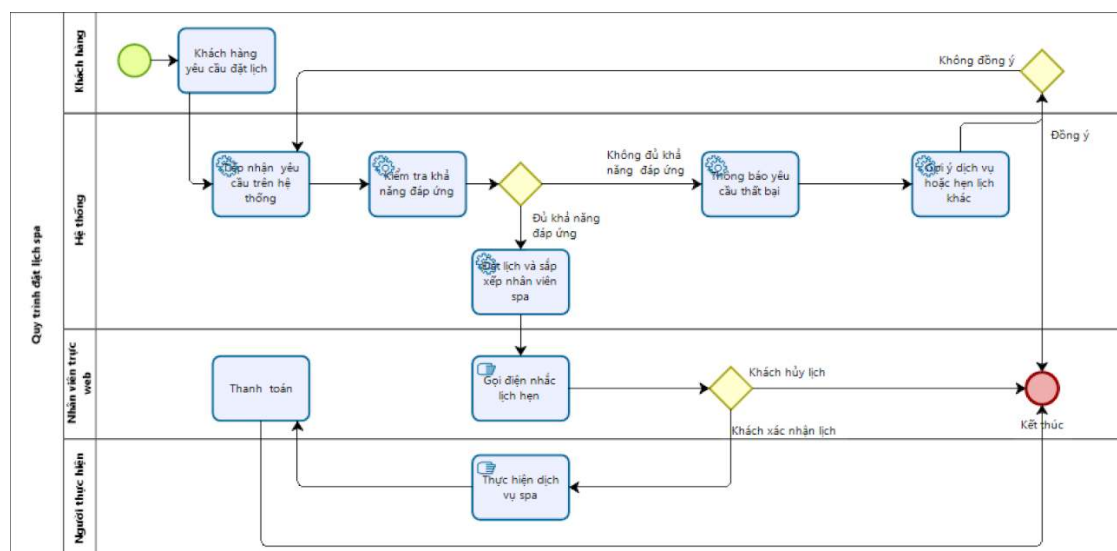 Quy trình đặt lịch spa
Khách hàng
Khách hàng
yêu cầu đặt lịch
Không đồng ý
Đồng ý
Hệ thống
Tiếp nhận yêu
cầu trên hệ
thống
Kiểm tra khả
năng đáp ứng
Không đủ khả
năng đáp ứng
Thông báo yêu
cầu thất bại
Gợi ý dịch vụ
hoặc hẹn lịch
khác
Đủ khả năng
đáp ứng
Đặt lịch và sắp
xếp nhân viên
spa
Nhân viên trực
web
Thanh toán
Gọi điện nhắc
lịch hẹn
Khách hủy lịch
Khách xác nhận lịch
Kết thúc
Người thực hiện
Thực hiện dịch
vụ spa